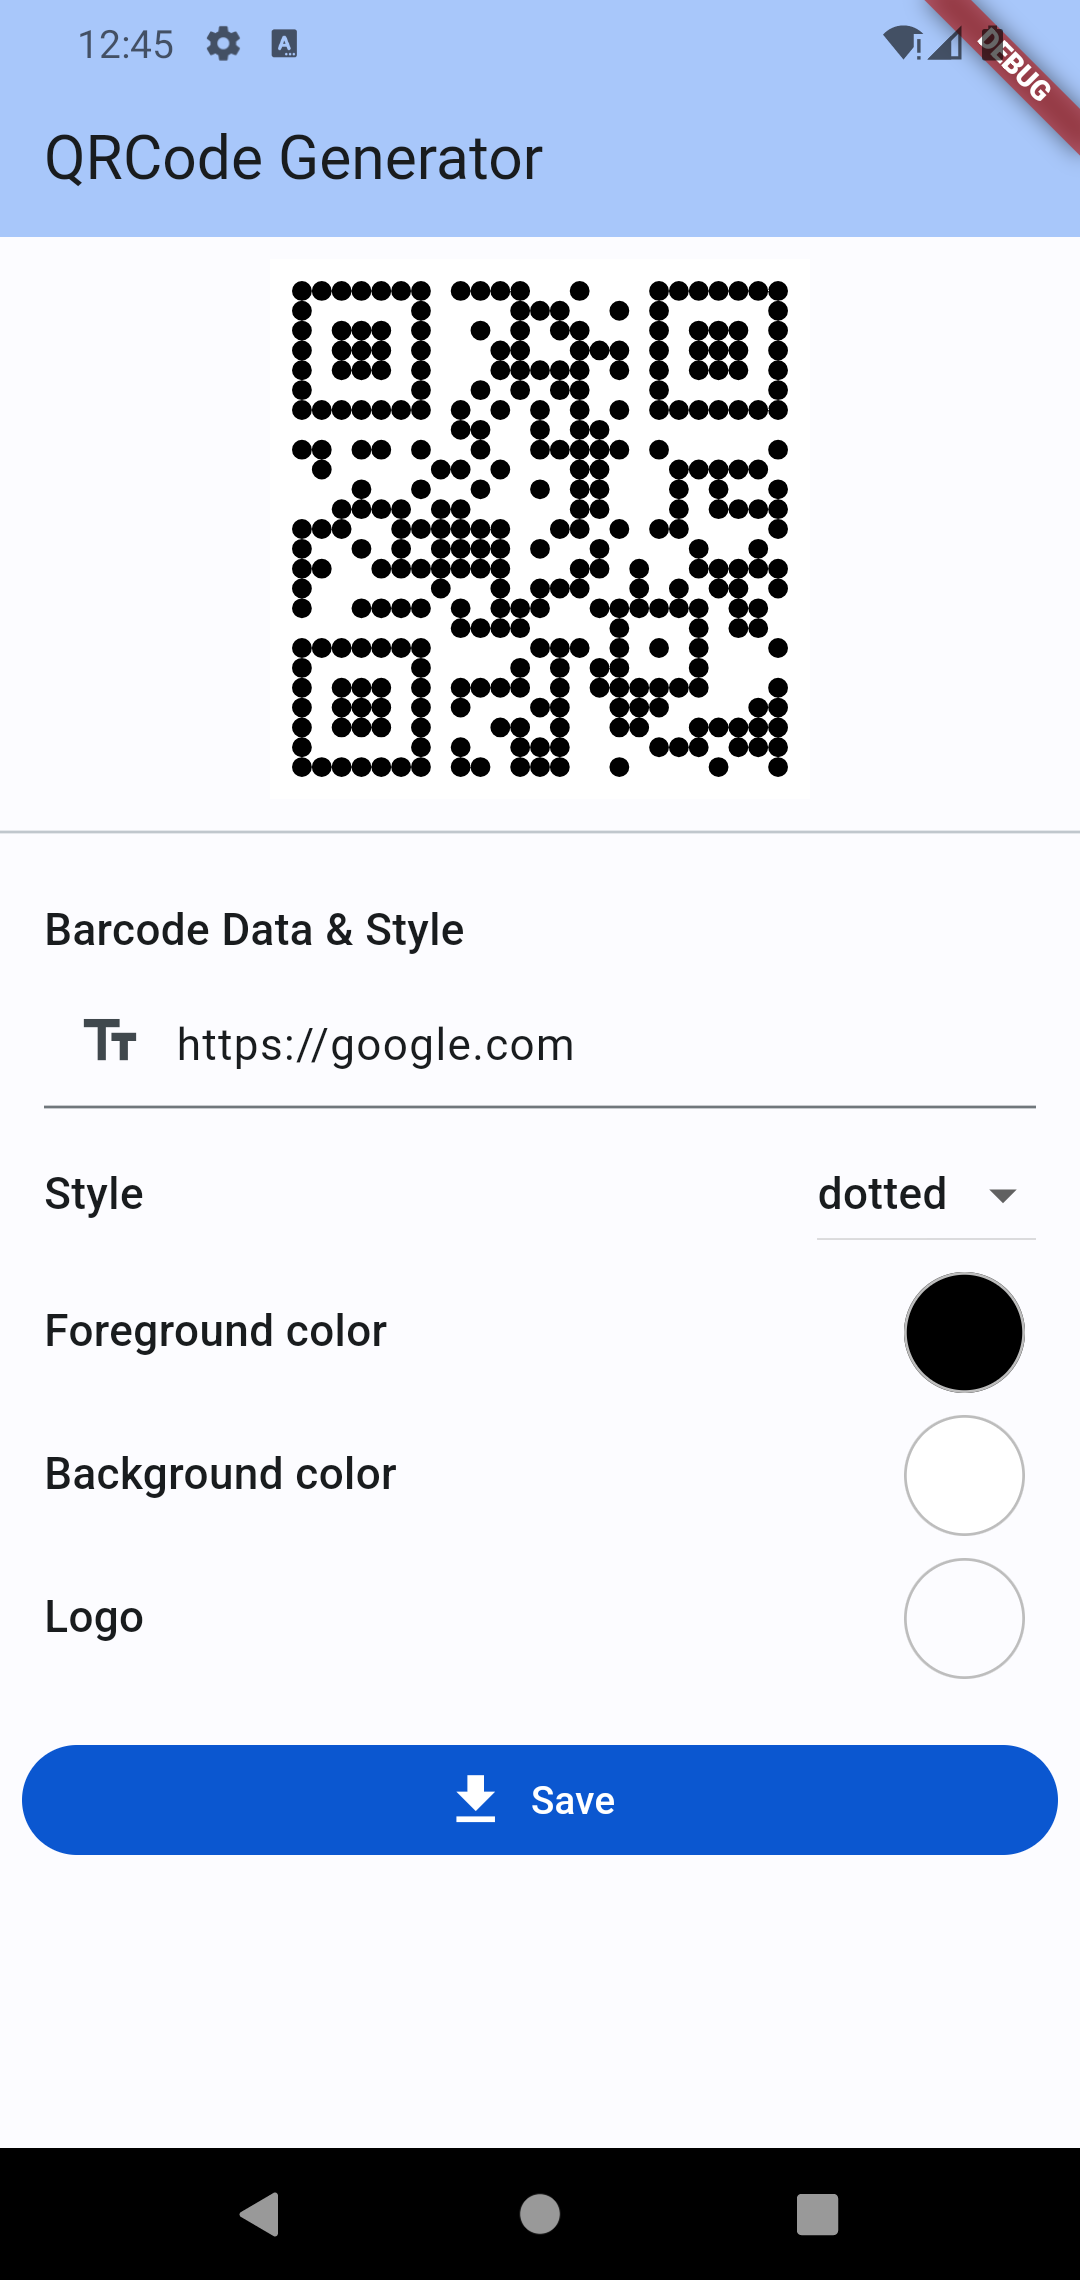 12:45
A
DEBUG
QRCode Generator
Barcode Data & Style
Tт https://google.com
Style
dotted
Foreground color
Background color
Logo
Save